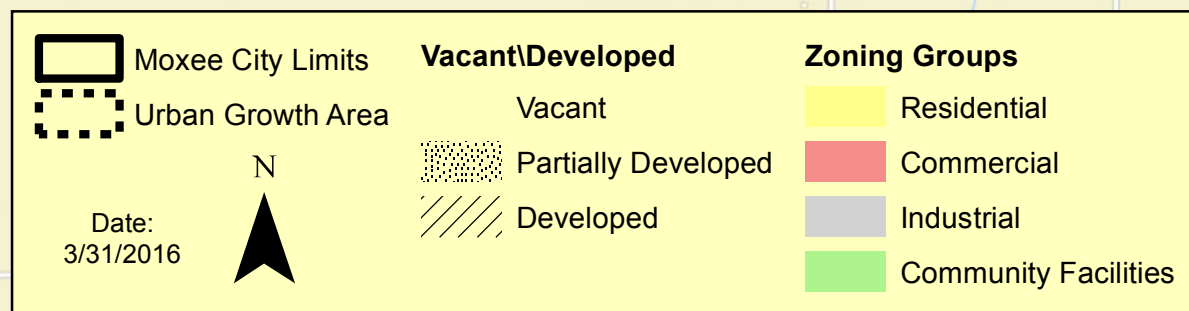 Moxee City Limits
Urban Growth Area
N
Date:
3/31/2016
Vacant\Developed
Vacant
Partially Developed
Developed
Zoning Groups
Residential
Commercial
Industrial
Community Facilities